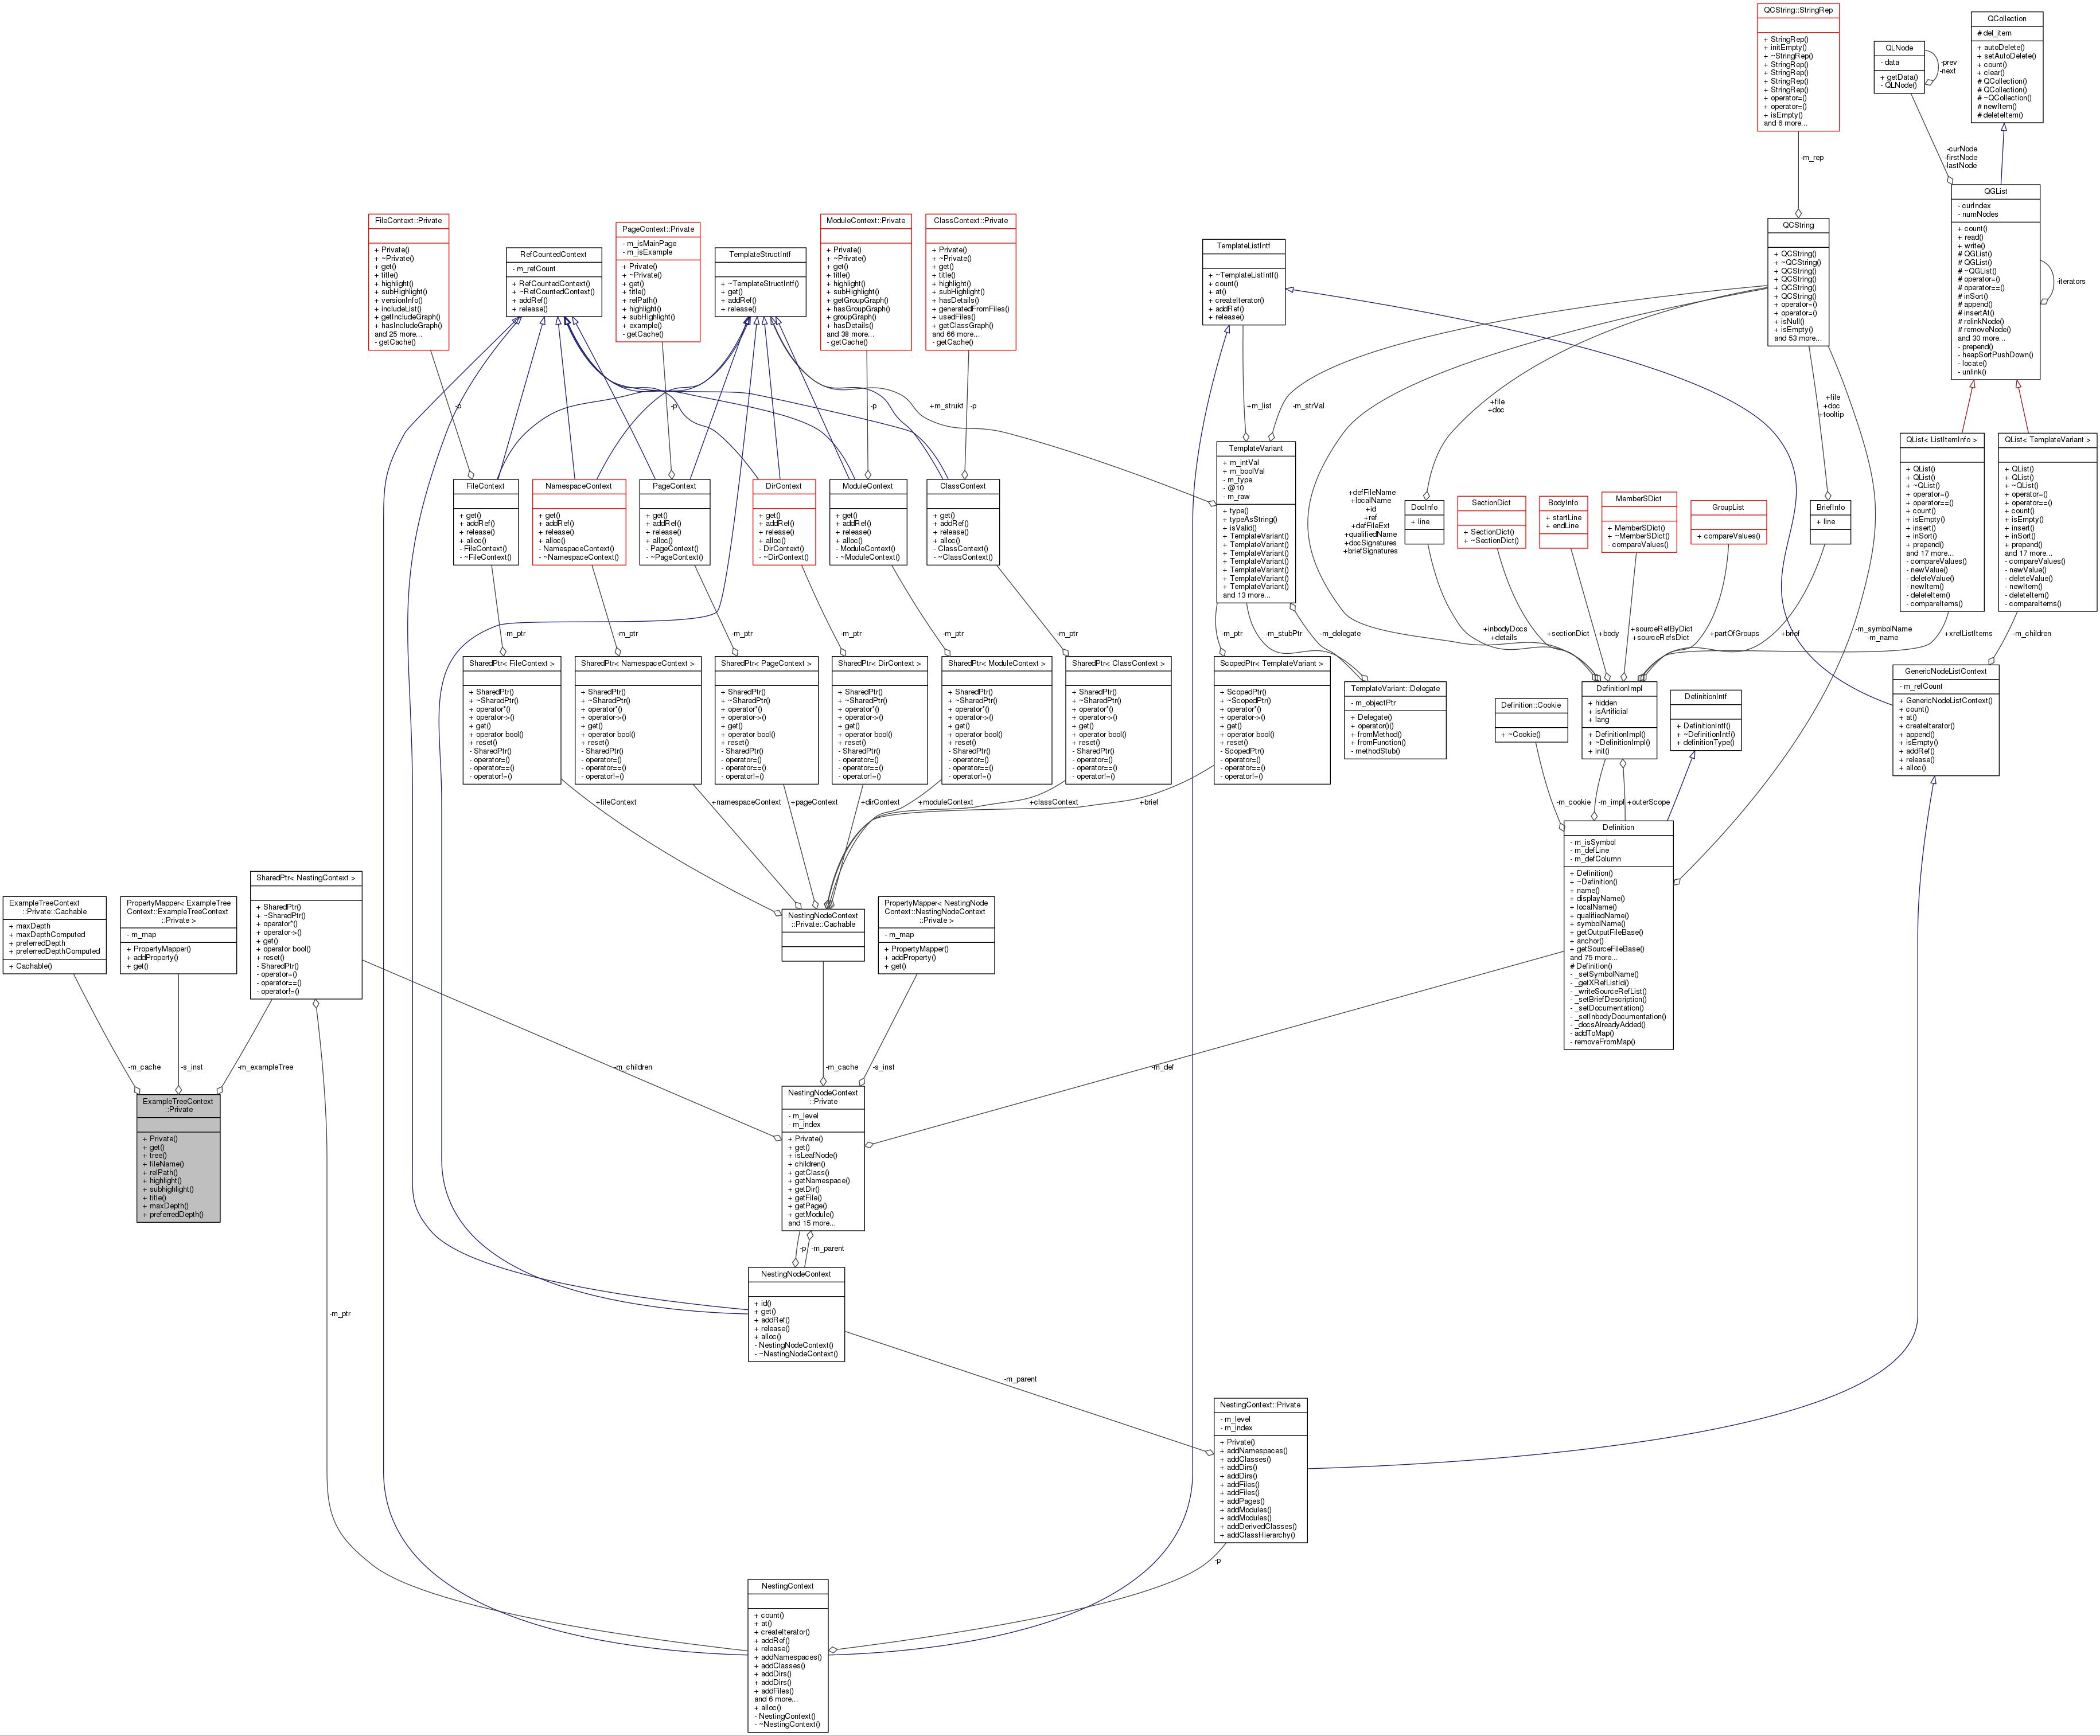 QCString::StringRep
+ StringRep()
+ initEmpty()
+ ~StringRep()
+ StringRep()
+ StringRep()
+ StringRep()
+ StringRep()
+ operator=()
+ operator=()
+ isEmpty()
and 6 more...
QCollection
# del_item
+ autoDelete()
+ setAutoDelete()
+ count()
+ clear()
# QCollection()
# QCollection()
# ~QCollection()
# newItem()
# deleteItem()
QLNode
- data
+ getData()
- QLNode()
-prev
-next
-m_rep
-curNode
-firstNode
-lastNode
QGList
- curIndex
- numNodes
+ count()
+ read()
+ write()
# QGList()
# QGList()
# ~QGList()
# operator=()
# operator==()
# inSort()
# append()
# insertAt()
# relinkNode()
# removeNode()
and 30 more...
- prepend()
- heapSortPushDown()
- locate()
- unlink()
-iterators
QCString
+ QCString()
+ ~QCString()
+ QCString()
+ QCString()
+ QCString()
+ QCString()
+ QCString()
+ operator=()
+ isNull()
+ isEmpty()
and 53 more...
FileContext::Private
+ Private()
+ ~Private()
+ get()
+ title()
+ highlight()
+ subHighlight()
+ versionInfo()
+ includeList()
+ getIncludeGraph()
+ hasIncludeGraph()
and 25 more...
- getCache()
RefCountedContext
- m_refCount
+ RefCountedContext()
+ ~RefCountedContext()
+ addRef()
+ release()
PageContext::Private
- m_isMainPage
- m_isExample
+ Private()
+ ~Private()
+ get()
+ title()
+ relPath()
+ highlight()
+ subHighlight()
+ example()
- getCache()
TemplateStructIntf
+ ~TemplateStructIntf()
+ get()
+ addRef()
+ release()
ModuleContext::Private
+ Private()
+ ~Private()
+ get()
+ title()
+ highlight()
+ subHighlight()
+ getGroupGraph()
+ hasGroupGraph()
+ groupGraph()
+ hasDetails()
and 38 more...
- getCache()
ClassContext::Private
+ Private()
+ ~Private()
+ get()
+ title()
+ highlight()
+ subHighlight()
+ hasDetails()
+ generatedFromFiles()
+ usedFiles()
+ getClassGraph()
and 66 more...
- getCache()
TemplateListIntf
+ ~TemplateListIntf()
+ count()
+ at()
+ createIterator()
+ addRef()
+ release()
-p
-p
-p
-p
+m_strukt
+m_list
-m_strVal
+file
+doc
+file
+doc
+tooltip
FileContext
+ get()
+ addRef()
+ release()
+ alloc()
- FileContext()
- ~FileContext()
NamespaceContext
+ get()
+ addRef()
+ release()
+ alloc()
- NamespaceContext()
- ~NamespaceContext()
PageContext
+ get()
+ addRef()
+ release()
+ alloc()
- PageContext()
- ~PageContext()
DirContext
+ get()
+ addRef()
+ release()
+ alloc()
- DirContext()
- ~DirContext()
ModuleContext
+ get()
+ addRef()
+ release()
+ alloc()
- ModuleContext()
- ~ModuleContext()
ClassContext
+ get()
+ addRef()
+ release()
+ alloc()
- ClassContext()
- ~ClassContext()
TemplateVariant
+ m_intVal
+ m_boolVal
- m_type
- @10
- m_raw
+ type()
+ typeAsString()
+ isValid()
+ TemplateVariant()
+ TemplateVariant()
+ TemplateVariant()
+ TemplateVariant()
+ TemplateVariant()
+ TemplateVariant()
+ TemplateVariant()
and 13 more...
+defFileName
+localName
+id
+ref
+defFileExt
+qualifiedName
+docSignatures
+briefSignatures
DocInfo
+ line
SectionDict
+ SectionDict()
+ ~SectionDict()
BodyInfo
+ startLine
+ endLine
MemberSDict
+ MemberSDict()
+ ~MemberSDict()
- compareValues()
GroupList
+ compareValues()
BriefInfo
+ line
QList< ListItemInfo >
+ QList()
+ QList()
+ ~QList()
+ operator=()
+ operator==()
+ count()
+ isEmpty()
+ insert()
+ inSort()
+ prepend()
and 17 more...
- compareValues()
- newValue()
- deleteValue()
- newItem()
- deleteItem()
- compareItems()
QList< TemplateVariant >
+ QList()
+ QList()
+ ~QList()
+ operator=()
+ operator==()
+ count()
+ isEmpty()
+ insert()
+ inSort()
+ prepend()
and 17 more...
- compareValues()
- newValue()
- deleteValue()
- newItem()
- deleteItem()
- compareItems()
-m_ptr
-m_ptr
-m_ptr
-m_ptr
-m_ptr
-m_ptr
-m_ptr
-m_stubPtr
-m_delegate
+inbodyDocs
+details
+sectionDict
+body
+sourceRefByDict
+sourceRefsDict
+partOfGroups
+brief
-m_symbolName
-m_name
+xrefListItems
-m_children
SharedPtr< FileContext >
+ SharedPtr()
+ ~SharedPtr()
+ operator*()
+ operator->()
+ get()
+ operator bool()
+ reset()
- SharedPtr()
- operator=()
- operator==()
- operator!=()
SharedPtr< NamespaceContext >
+ SharedPtr()
+ ~SharedPtr()
+ operator*()
+ operator->()
+ get()
+ operator bool()
+ reset()
- SharedPtr()
- operator=()
- operator==()
- operator!=()
SharedPtr< PageContext >
+ SharedPtr()
+ ~SharedPtr()
+ operator*()
+ operator->()
+ get()
+ operator bool()
+ reset()
- SharedPtr()
- operator=()
- operator==()
- operator!=()
SharedPtr< DirContext >
+ SharedPtr()
+ ~SharedPtr()
+ operator*()
+ operator->()
+ get()
+ operator bool()
+ reset()
- SharedPtr()
- operator=()
- operator==()
- operator!=()
SharedPtr< ModuleContext >
+ SharedPtr()
+ ~SharedPtr()
+ operator*()
+ operator->()
+ get()
+ operator bool()
+ reset()
- SharedPtr()
- operator=()
- operator==()
- operator!=()
SharedPtr< ClassContext >
+ SharedPtr()
+ ~SharedPtr()
+ operator*()
+ operator->()
+ get()
+ operator bool()
+ reset()
- SharedPtr()
- operator=()
- operator==()
- operator!=()
ScopedPtr< TemplateVariant >
+ ScopedPtr()
+ ~ScopedPtr()
+ operator*()
+ operator->()
+ get()
+ operator bool()
+ reset()
- ScopedPtr()
- operator=()
- operator==()
- operator!=()
TemplateVariant::Delegate
- m_objectPtr
+ Delegate()
+ operator()()
+ fromMethod()
+ fromFunction()
- methodStub()
Definition::Cookie
+ ~Cookie()
DefinitionImpl
+ hidden
+ isArtificial
+ lang
+ DefinitionImpl()
+ ~DefinitionImpl()
+ init()
DefinitionIntf
+ DefinitionIntf()
+ ~DefinitionIntf()
+ definitionType()
GenericNodeListContext
- m_refCount
+ GenericNodeListContext()
+ count()
+ at()
+ createIterator()
+ append()
+ isEmpty()
+ addRef()
+ release()
+ alloc()
+fileContext
+namespaceContext
+pageContext
+dirContext
+moduleContext
+classContext
+brief
-m_cookie
-m_impl
+outerScope
Definition
- m_isSymbol
- m_defLine
- m_defColumn
+ Definition()
+ ~Definition()
+ name()
+ displayName()
+ localName()
+ qualifiedName()
+ symbolName()
+ getOutputFileBase()
+ anchor()
+ getSourceFileBase()
and 75 more...
# Definition()
- _setSymbolName()
- _getXRefListId()
- _writeSourceRefList()
- _setBriefDescription()
- _setDocumentation()
- _setInbodyDocumentation()
- _docsAlreadyAdded()
- addToMap()
- removeFromMap()
ExampleTreeContext
::Private::Cachable
+ maxDepth
+ maxDepthComputed
+ preferredDepth
+ preferredDepthComputed
+ Cachable()
PropertyMapper< ExampleTree
Context::ExampleTreeContext
::Private >
- m_map
+ PropertyMapper()
+ addProperty()
+ get()
SharedPtr< NestingContext >
+ SharedPtr()
+ ~SharedPtr()
+ operator*()
+ operator->()
+ get()
+ operator bool()
+ reset()
- SharedPtr()
- operator=()
- operator==()
- operator!=()
NestingNodeContext
::Private::Cachable
PropertyMapper< NestingNode
Context::NestingNodeContext
::Private >
- m_map
+ PropertyMapper()
+ addProperty()
+ get()
-m_cache
-s_inst
-m_exampleTree
-m_children
-m_cache
-s_inst
-m_def
ExampleTreeContext
::Private
+ Private()
+ get()
+ tree()
+ fileName()
+ relPath()
+ highlight()
+ subhighlight()
+ title()
+ maxDepth()
+ preferredDepth()
NestingNodeContext
::Private
- m_level
- m_index
+ Private()
+ get()
+ isLeafNode()
+ children()
+ getClass()
+ getNamespace()
+ getDir()
+ getFile()
+ getPage()
+ getModule()
and 15 more...
-p
-m_parent
NestingNodeContext
+ id()
+ get()
+ addRef()
+ release()
+ alloc()
- NestingNodeContext()
- ~NestingNodeContext()
-m_ptr
-m_parent
NestingContext::Private
- m_level
- m_index
+ Private()
+ addNamespaces()
+ addClasses()
+ addDirs()
+ addDirs()
+ addFiles()
+ addFiles()
+ addPages()
+ addModules()
+ addModules()
+ addDerivedClasses()
+ addClassHierarchy()
-p
NestingContext
+ count()
+ at()
+ createIterator()
+ addRef()
+ release()
+ addNamespaces()
+ addClasses()
+ addDirs()
+ addDirs()
+ addFiles()
and 6 more...
+ alloc()
- NestingContext()
- ~NestingContext()